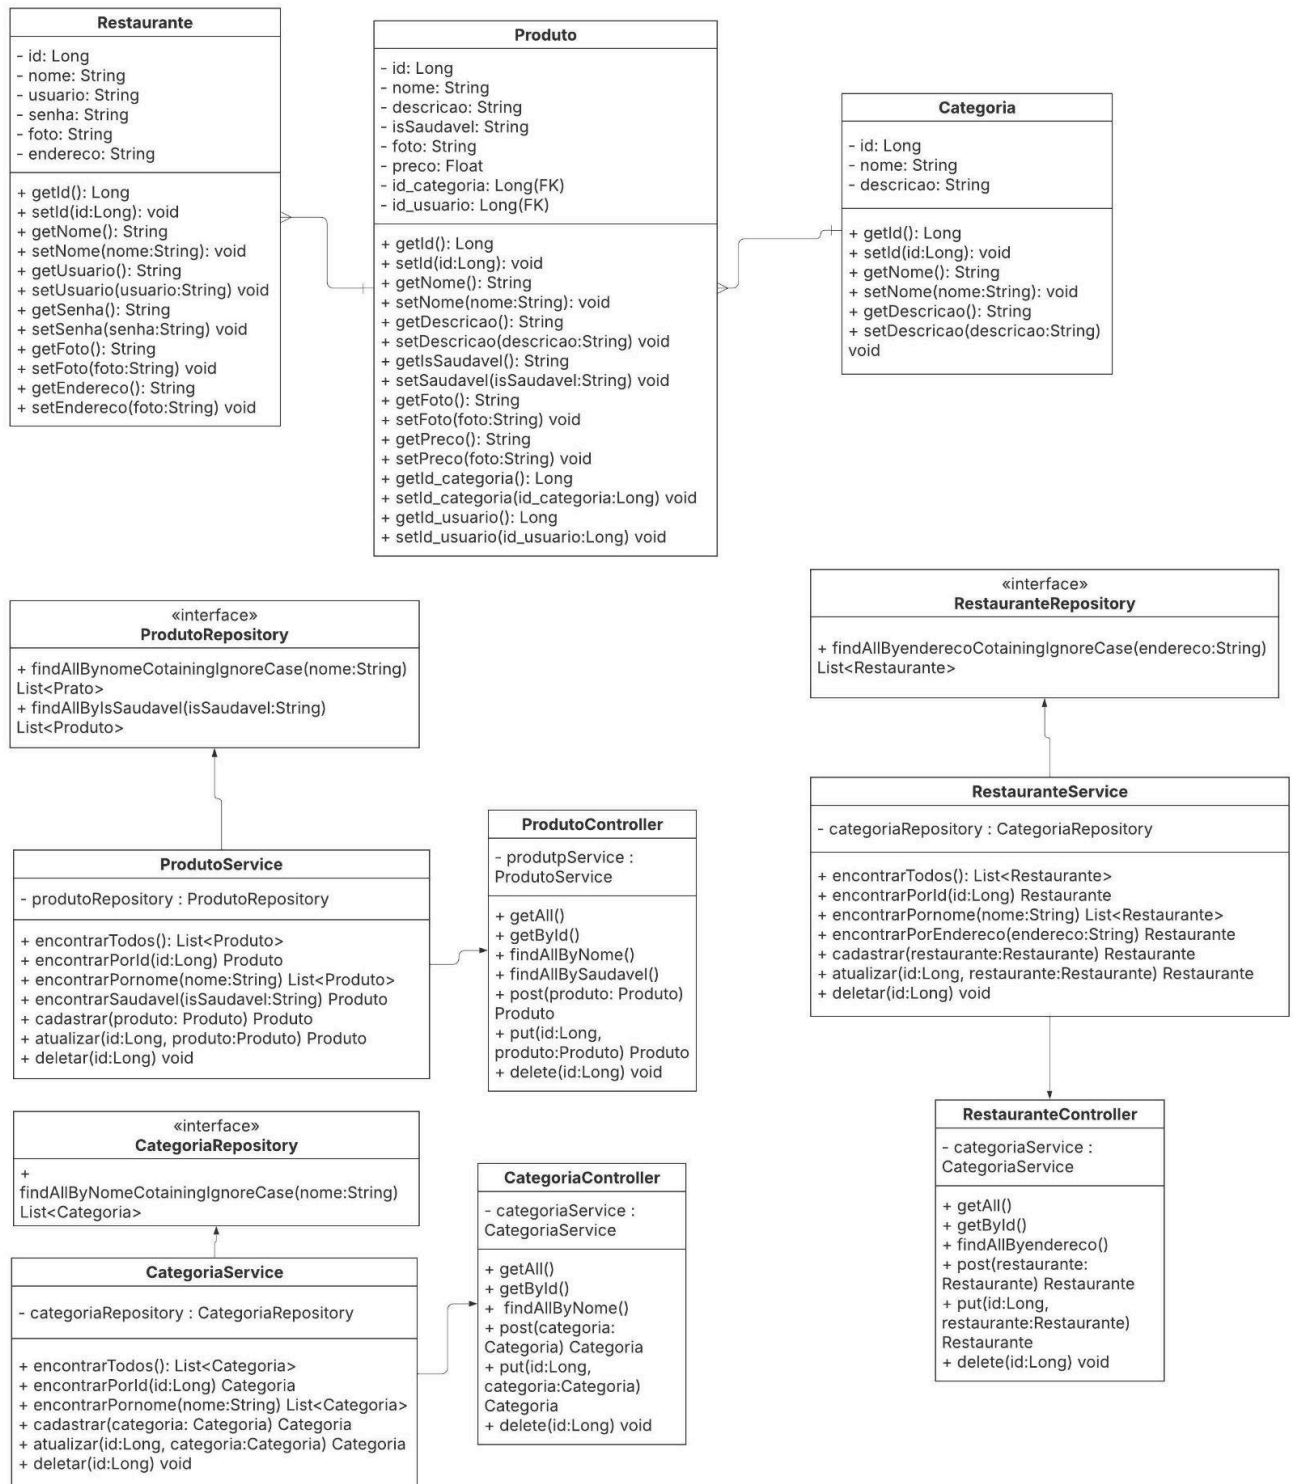 Restaurante
- id: Long
- nome: String
- usuario: String
- senha: String
- foto: String
- endereco: String
+ getId(): Long
+ setId(id:Long): void
+ getNome(): String
+ setNome(nome:String): void
+ getUsuario(): String
+ setUsuario(usuario:String) void
+ getSenha(): String
+ setSenha(senha:String) void
+ getFoto(): String
+ setFoto(foto:String) void
+ getEndereco(): String
+ setEndereco(foto:String) void
Produto
- id: Long
- nome: String
- descricao: String
- isSaudavel: String
- foto: String
- preco: Float
- id_categoria: Long(FK)
- id_usuario: Long(FK)
+ getId(): Long
+ setId(id:Long): void
+ getNome(): String
+ setNome(nome:String): void
+ getDescricao(): String
+ setDescricao(descricao:String) void
+ getIsSaudavel(): String
+ setSaudavel(isSaudavel:String) void
+ getFoto(): String
+ setFoto(foto:String) void
+ getPreco(): String
+ setPreco(foto:String) void
+ getId_categoria(): Long
+ setId_categoria(id_categoria:Long) void
+ getId_usuario(): Long
+ setId_usuario(id_usuario:Long) void
Categoria
- id: Long
- nome: String
- descricao: String
+ getId(): Long
+ setId(id:Long): void
+ getNome(): String
+ setNome(nome:String): void
+ getDescricao(): String
+ setDescricao(descricao:String)
void
«interface»
ProdutoRepository
+ findAllBynomeCotainingIgnoreCase(nome:String)
List<Prato>
+ findAllByIsSaudavel(isSaudavel:String)
List<Produto>
«interface»
RestauranteRepository
+ findAllByenderecoCotainingIgnoreCase(endereco:String)
List<Restaurante>
ProdutoService
- produtoRepository : ProdutoRepository
+ encontrarTodos(): List<Produto>
+ encontrarPorId(id:Long) Produto
+ encontrarPornome(nome:String) List<Produto>
+ encontrarSaudavel(isSaudavel:String) Produto
+ cadastrar(produto: Produto) Produto
+ atualizar(id:Long, produto:Produto) Produto
+ deletar(id:Long) void
ProdutoController
- produtpService :
ProdutoService
+ getAll()
+ getById()
+ findAllByNome()
+ findAllBySaudavel()
+ post(produto: Produto)
Produto
+ put(id:Long,
produto:Produto) Produto
+ delete(id:Long) void
RestauranteService
- categoriaRepository : CategoriaRepository
+ encontrarTodos(): List<Restaurante>
+ encontrarPorId(id:Long) Restaurante
+ encontrarPornome(nome:String) List<Restaurante>
+ encontrarPorEndereco(endereco:String) Restaurante
+ cadastrar(restaurante:Restaurante) Restaurante
+ atualizar(id:Long, restaurante:Restaurante) Restaurante
+ deletar(id:Long) void
«interface»
CategoriaRepository
+
findAllByNomeCotainingIgnoreCase(nome:String)
List<Categoria>
CategoriaService
- categoriaRepository : CategoriaRepository
+ encontrarTodos(): List<Categoria>
+ encontrarPorId(id:Long) Categoria
+ encontrarPornome(nome:String) List<Categoria>
+ cadastrar(categoria: Categoria) Categoria
+ atualizar(id:Long, categoria:Categoria) Categoria
+ deletar(id:Long) void
CategoriaController
- categoriaService :
CategoriaService
+ getAll()
+ getById()
+ findAllByNome()
+ post(categoria:
Categoria) Categoria
+ put(id:Long,
categoria:Categoria)
Categoria
+ delete(id:Long) void
RestauranteController
- categoriaService :
CategoriaService
+ getAll()
+ getById()
+ findAllByendereco()
+ post(restaurante:
Restaurante) Restaurante
+ put(id:Long,
restaurante:Restaurante)
Restaurante
+ delete(id:Long) void